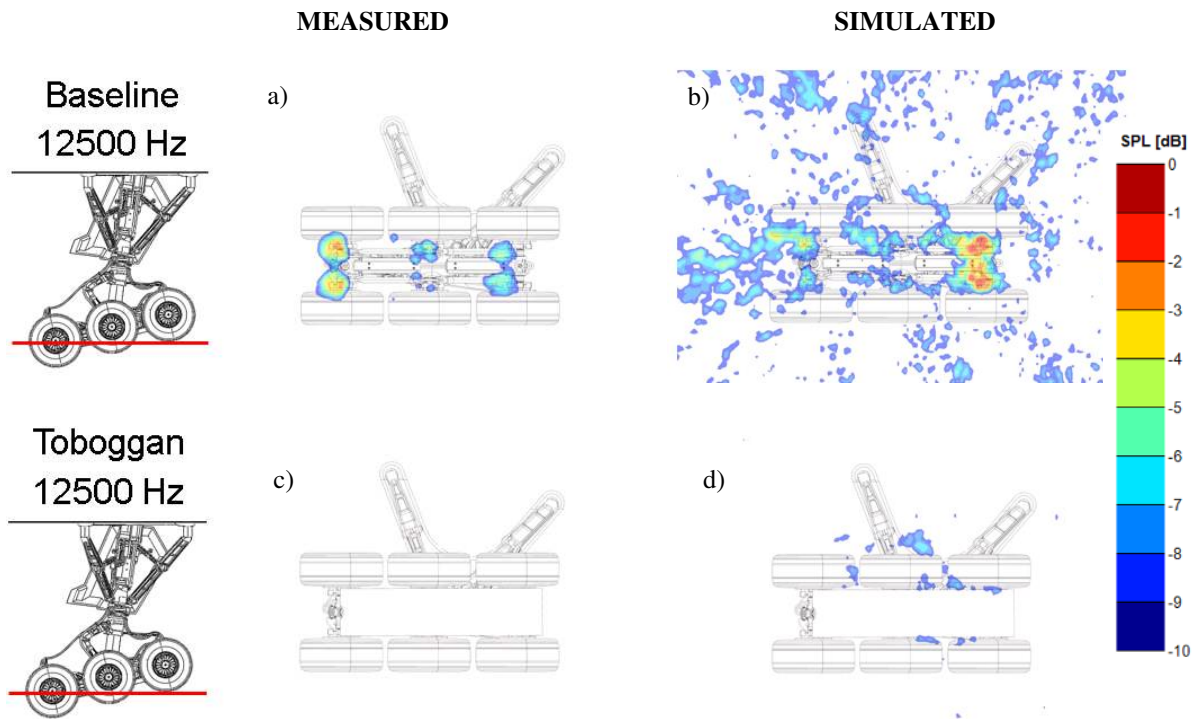 MEASURED
SIMULATED
Baseline
12500 Hz
a)
b)
SPL [dB]
0
-1
-2
-3
-4
-5
-6
-7
-8
-9
-10
Toboggan
12500 Hz
c)
d)